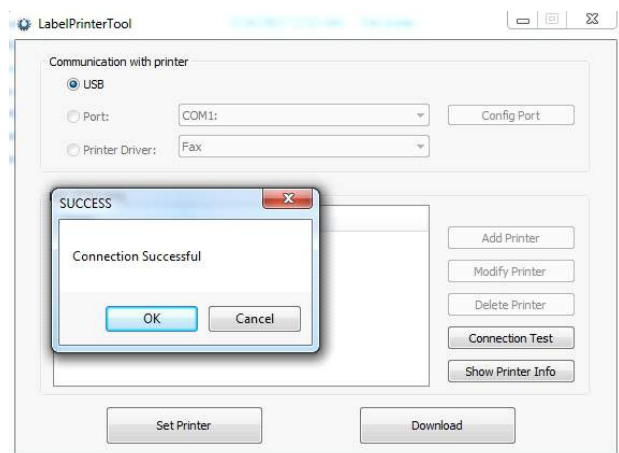 LabelPrinterTool
Communication with printer
USB
Port: COM1: Config Port
Printer Driver: Fax
SUCCESS
Connection Successful
OK Cancel
Add Printer
Modify Printer
Delete Printer
Connection Test
Show Printer Info
Set Printer Download